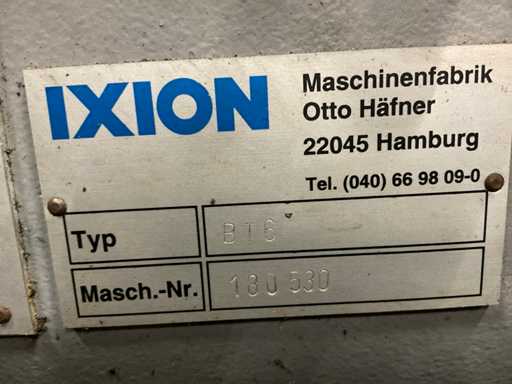 IXION
Maschinenfabrik
Otto Häfner
22045 Hamburg
Tel. (040) 66 98 09-0
Typ BT6
Masch.-Nr. 180 530